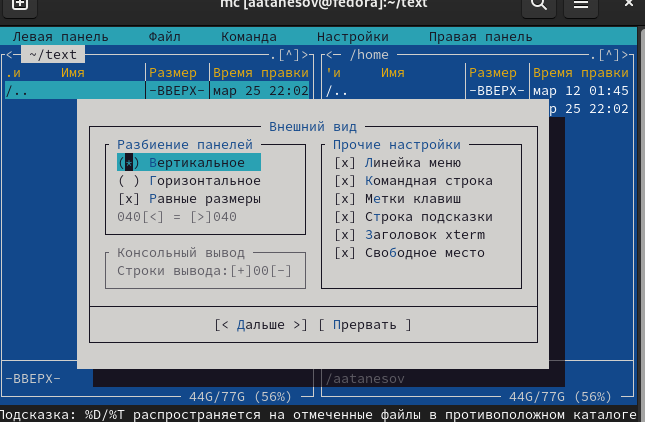 mc [aatanesov@fedora]:~/text
Левая панель Файл Команда Настройки Правая панель
<— ~/text .[^]> <— /home .[^]>
.и Имя Размер Время правки 'и Имя Размер Время правки
/.. -ВВЕРХ- мар 25 22:02 /.. -ВВЕРХ- мар 12 01:45
р 25 22:02
Внешний вид
Разбиение панелей Прочие настройки
(*) Вертикальное [x] Линейка меню
( ) Горизонтальное [x] Командная строка
[x] Равные размеры [x] Метки клавиш
040[<] = [>]040 [x] Строка подсказки
[x] Заголовок xterm
Консольный вывод [x] Свободное место
Строки вывода:[+]00[-]
[< Дальше >] [ Прервать ]
-ВВЕРХ- /aatanesov
44G/77G (56%) 44G/77G (56%)
Подсказка: %D/%T распространяется на отмеченные файлы в противоположном каталоге